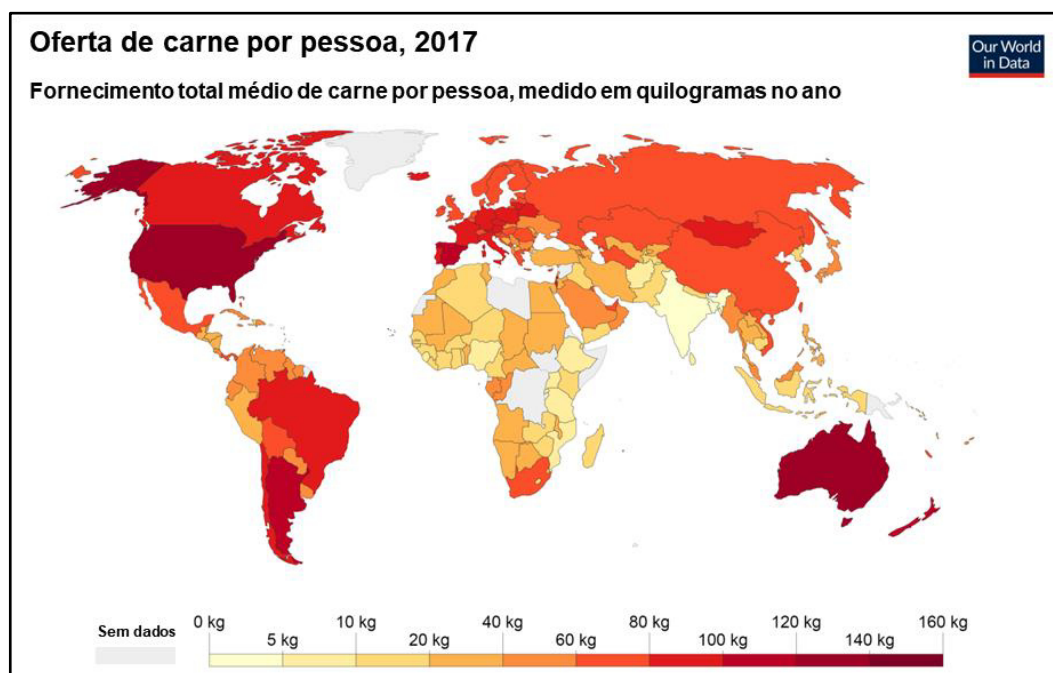 Oferta de carne por pessoa, 2017
Our World
in Data
Fornecimento total médio de carne por pessoa, medido em quilogramas no ano
Sem dados
0 kg 10 kg 40 kg 80 kg 120 kg 160 kg
5 kg 20 kg 60 kg 100 kg 140 kg